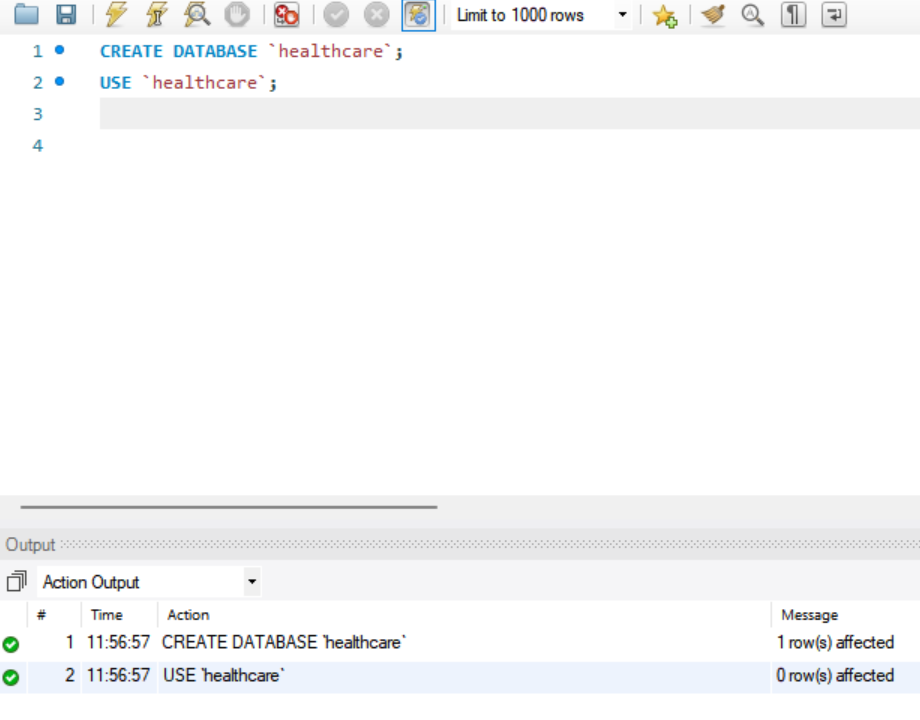 Limit to 1000 rows
1 CREATE DATABASE `healthcare`;
2 USE `healthcare`;
3
4
Output
Action Output
# Time Action Message
1 11:56:57 CREATE DATABASE `healthcare` 1 row(s) affected
2 11:56:57 USE `healthcare` 0 row(s) affected